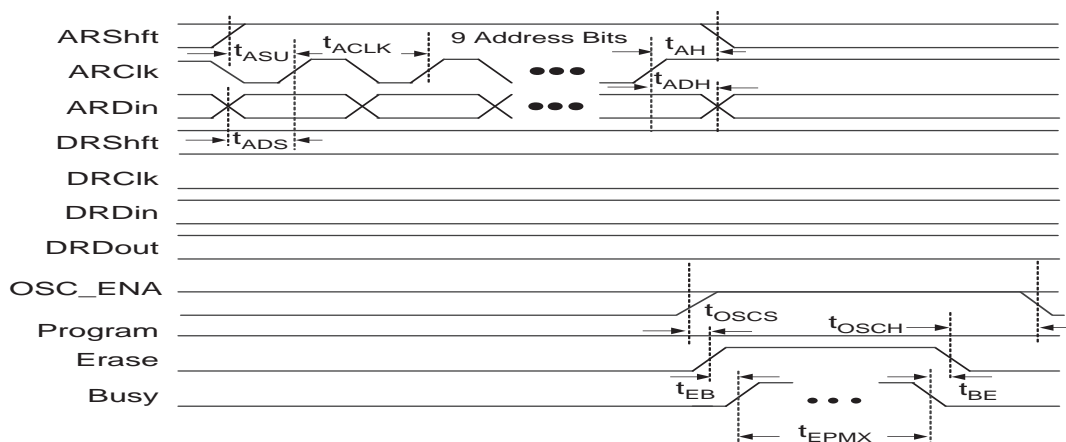 ARShft
tASU
tACLK
9 Address Bits
tAH
ARClk
tADH
ARDin
tADS
DRShft
DRClk
DRDin
DRDout
OSC_ENA
tOSCS
tOSCH
Program
Erase
tEB
tBE
Busy
tEPMX